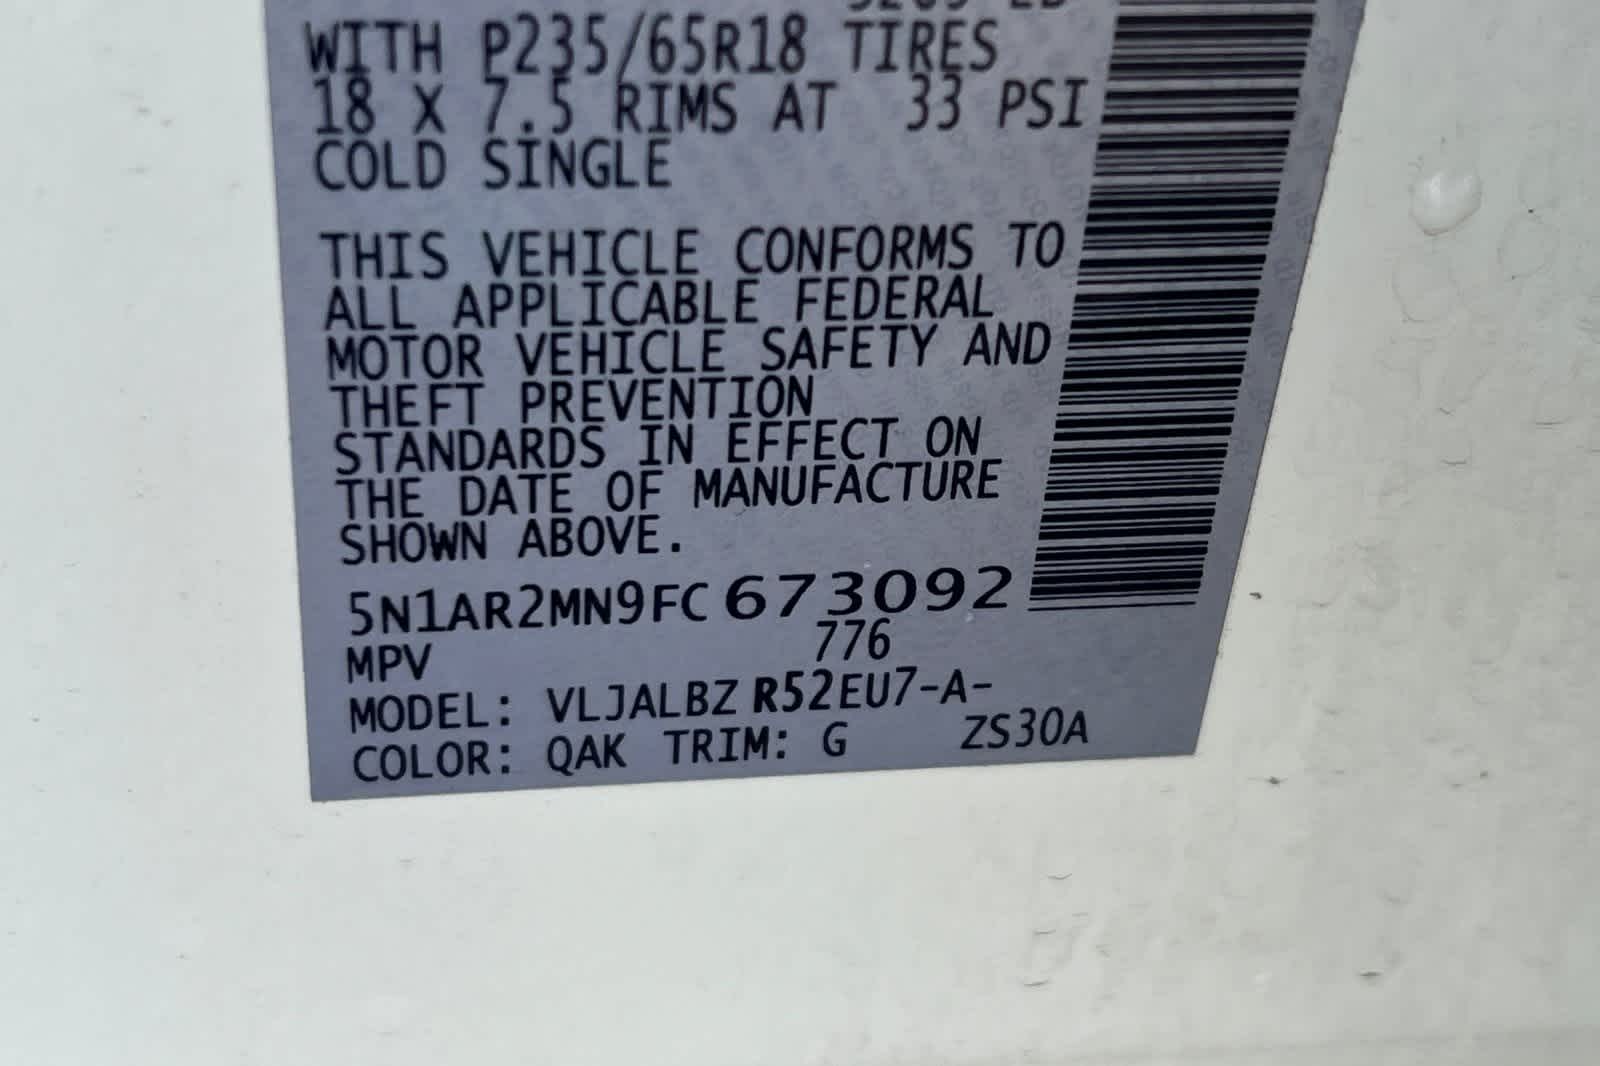 WITH P235/65R18 TIRES
18 X 7.5 RIMS AT 33 PSI
COLD SINGLE
THIS VEHICLE CONFORMS TO
ALL APPLICABLE FEDERAL
MOTOR VEHICLE SAFETY AND
THEFT PREVENTION
STANDARDS IN EFFECT ON
THE DATE OF MANUFACTURE
SHOWN ABOVE.
5N1AR2MN9FC673092
MPV 776
MODEL: VLJALBZ R52EU7-A-
COLOR: QAK TRIM: G ZS30A